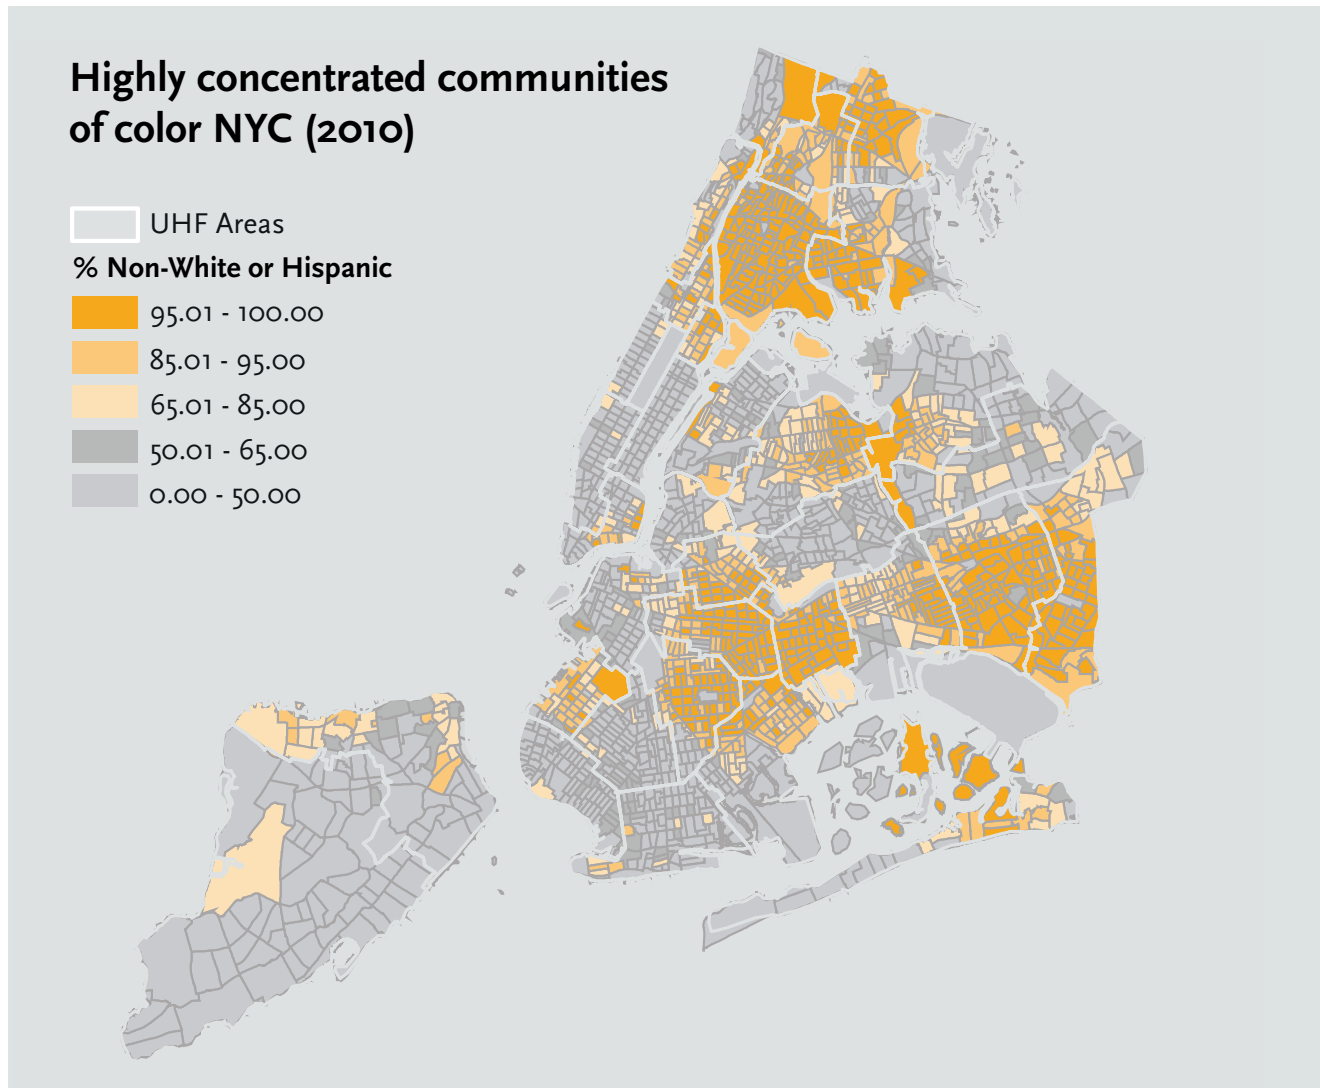 Highly concentrated communities
of color NYC (2010)
UHF Areas
% Non-White or Hispanic
95.01 - 100.00
85.01 - 95.00
65.01 - 85.00
50.01 - 65.00
0.00 - 50.00